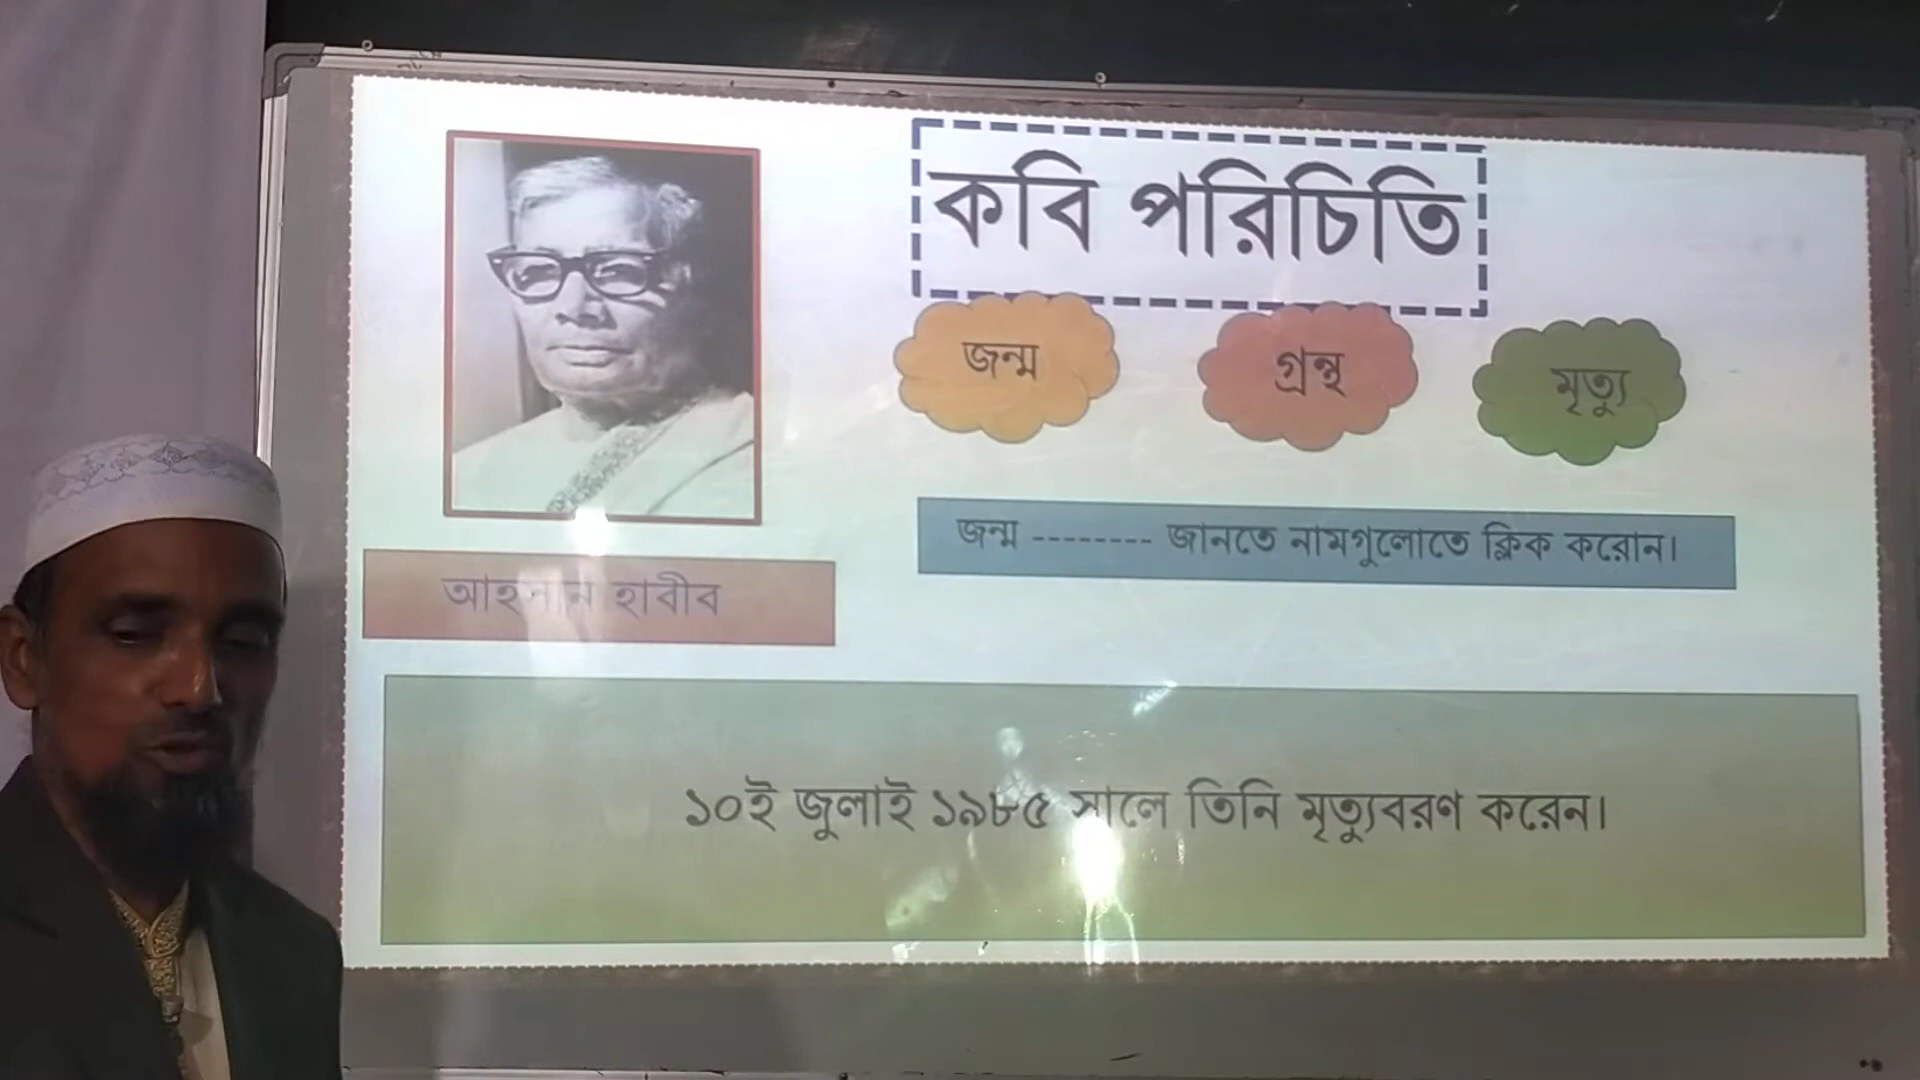 কবি পরিচিতি
জন্ম
গ্রন্থ
মৃত্যু
জন্ম -------- জানতে নামগুলোতে ক্লিক করোন।
আহসান হাবীব
১০ই জুলাই ১৯৮৫ সালে তিনি মৃত্যুবরণ করেন।